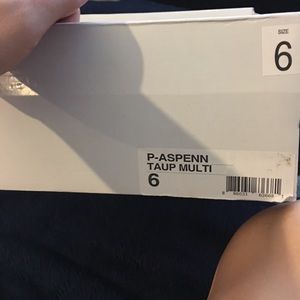 SIZE
6
P-ASPENN
TAUP MULTI
6